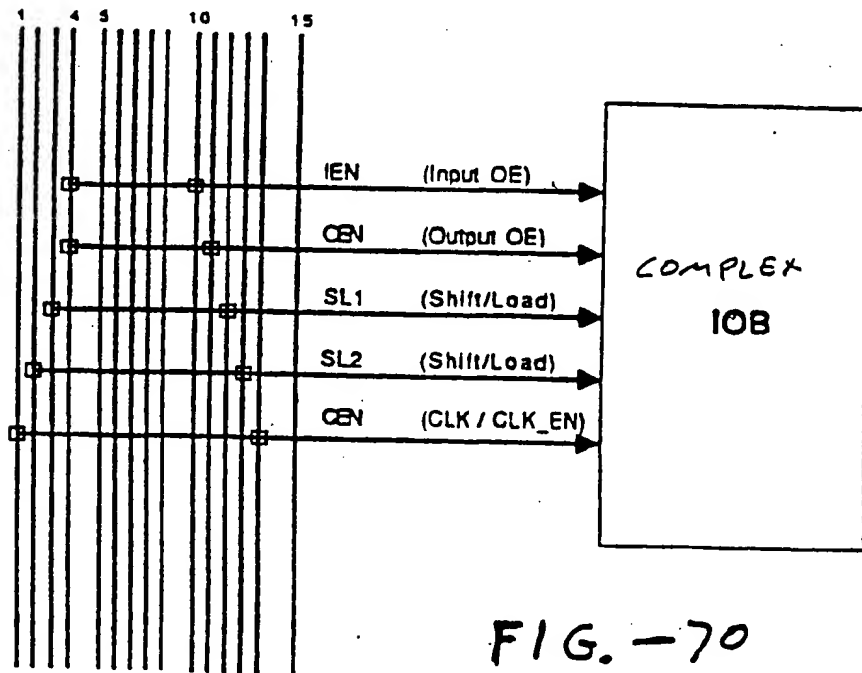 1 4 5 10 15
IEN (Input OE)
OEN (Output OE)
SL1 (Shift/Load)
SL2 (Shift/Load)
CEN (CLK / CLK_EN)
COMPLEX
IOB
FIG. -70